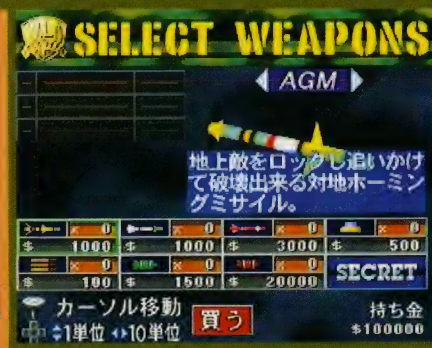 SELECT WEAPONS
AGM
地上敵をロックし追いかけ
て破壊出来る対地ホーミン
グミサイル。
× 0 × 0 × 0 × 0
$ 1000 $ 1000 $ 3000 $ 500
× 0 × 0 × 0
$ 100 $ 1500 $ 20000 SECRET
カーソル移動 買う 持ち金
1単位 10単位 $100000